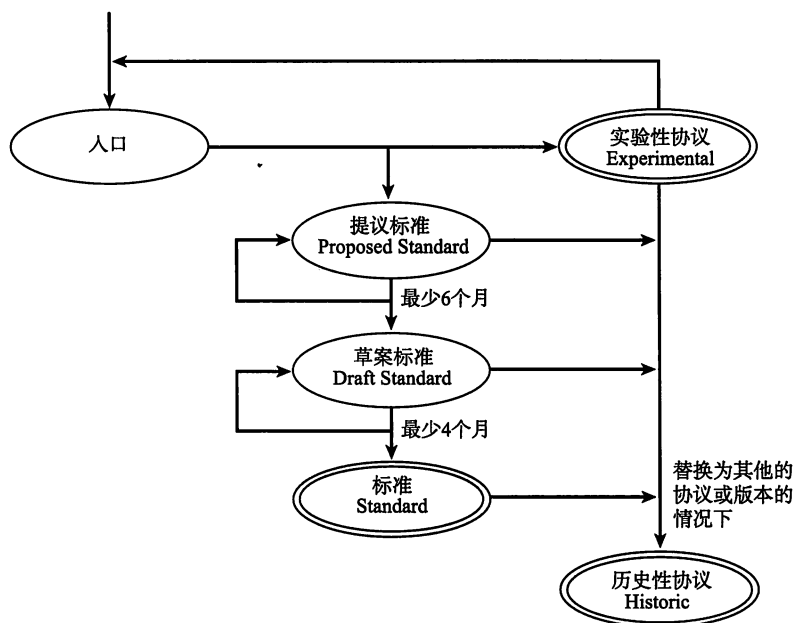 入口
实验性协议
Experimental
提议标准
Proposed Standard
最少6个月
草案标准
Draft Standard
最少4个月
标准
Standard
替换为其他的
协议或版本的
情况下
历史性协议
Historic